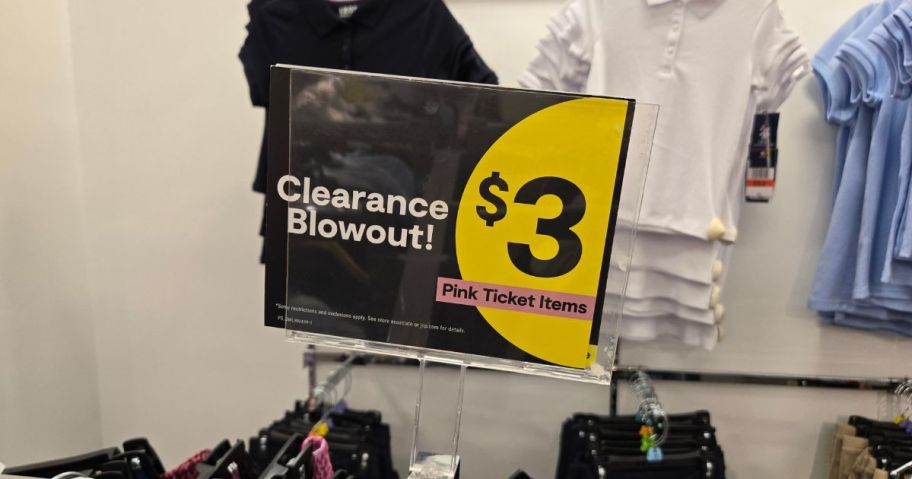 Clearance
Blowout!
$3
Pink Ticket Items
*Some restrictions and exclusions apply. See store associate or jcp.com for details.